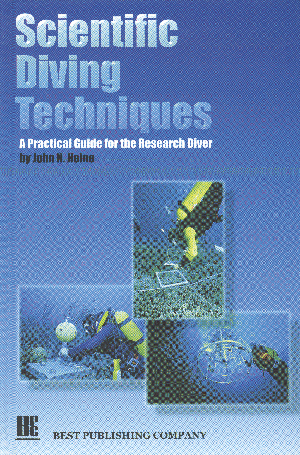 Scientific
Diving
Techniques
A Practical Guide for the Research Diver
by John N. Heine
BEST PUBLISHING COMPANY